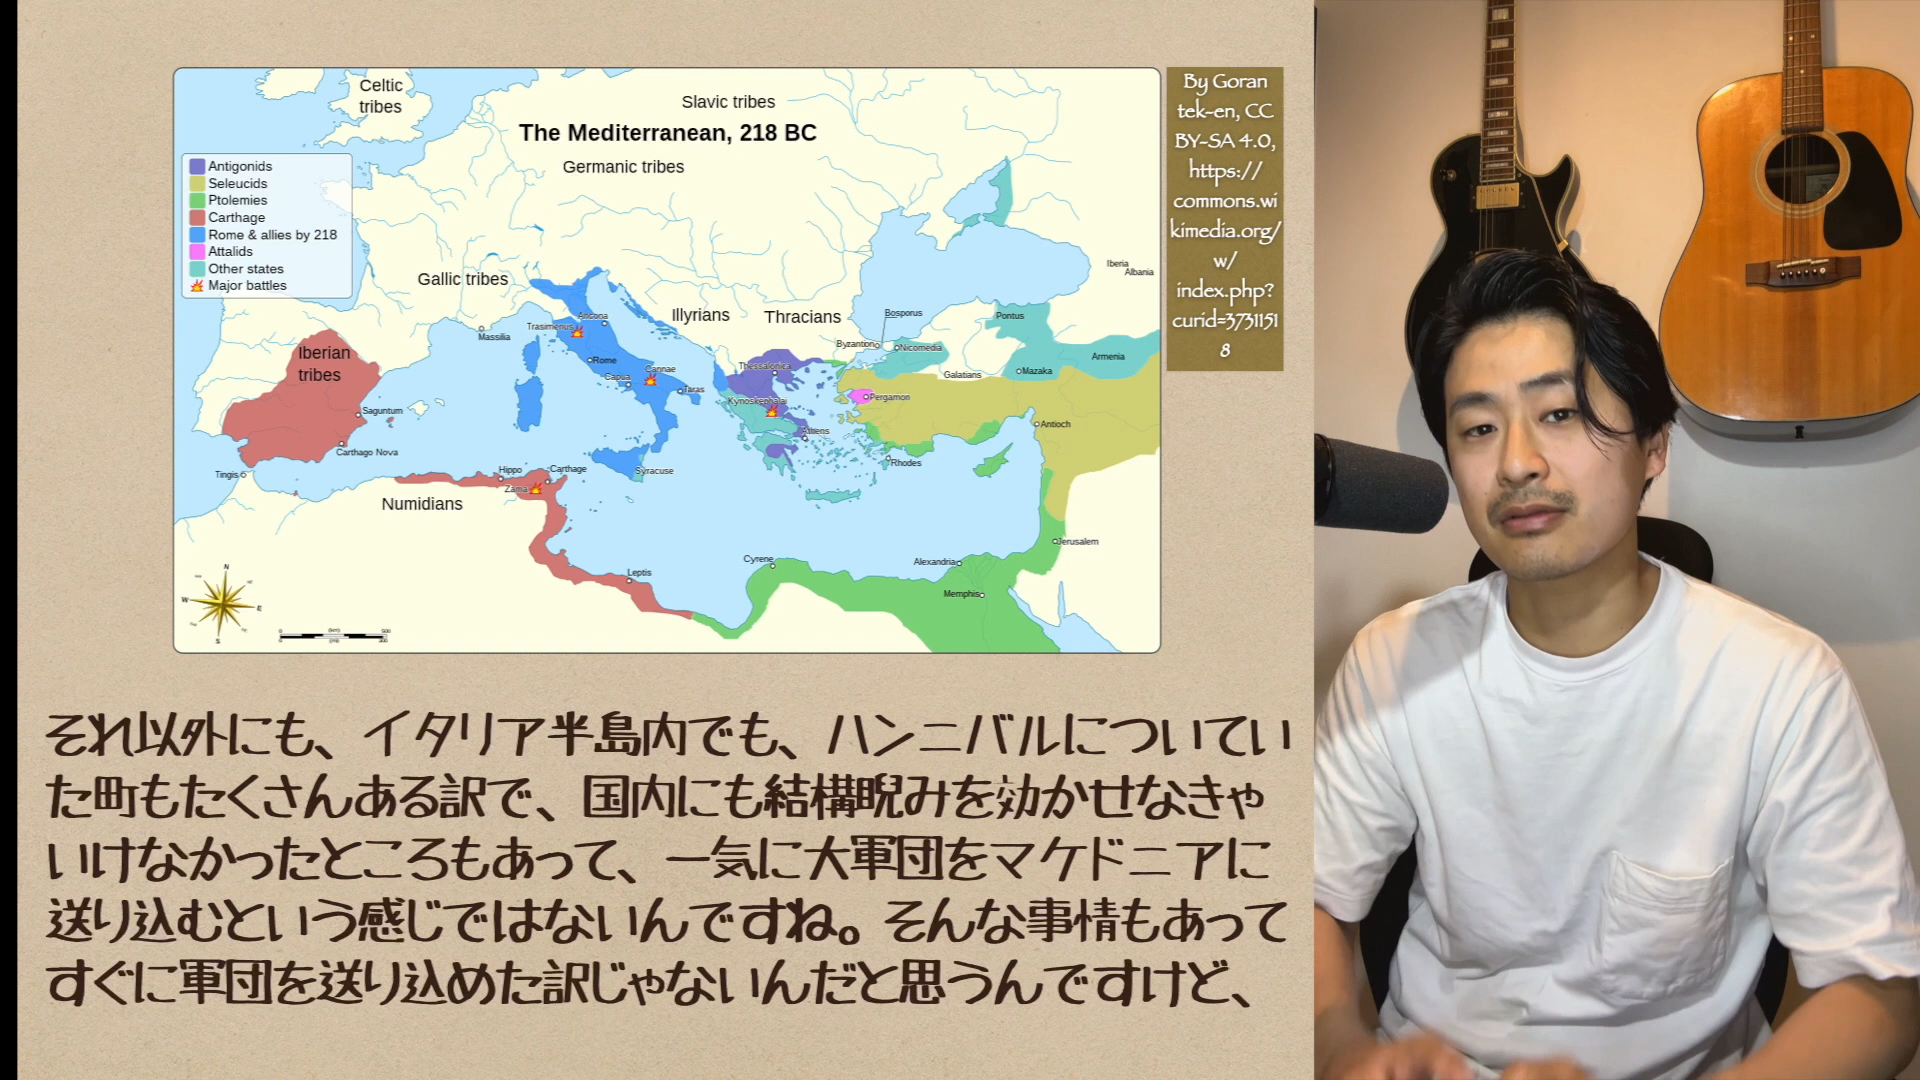 Celtic
tribes
Slavic tribes
The Mediterranean, 218 BC
Germanic tribes
Antigonids
Seleucids
Ptolemies
Carthage
Rome & allies by 218
Attalids
Other states
Major battles
Gallic tribes
Iberia
Albania
Illyrians
Thracians
Bosporus
Pontus
Ancona
Trasimenus
Massilia
Byzantion
Nicomedia
Armenia
Iberian
tribes
Rome
Cannae
Capua
Taras
Thessalonica
Galatians
Mazaka
Kynoskephalai
Pergamon
Saguntum
Athens
Antioch
Carthago Nova
Tingis
Hippo
Carthage
Syracuse
Rhodes
Zama
Numidians
Jerusalem
Cyrene
Alexandria
Leptis
Memphis
N
W
E
S
By Goran
tek-en, CC
BY-SA 4.0,
https://
commons.wi
kimedia.org/
w/
index.php?
curid=3731151
8
それ以外にも、イタリア半島内でも、ハンニバルについてい
た町もたくさんある訳で、国内にも結構睨みを効かせなきゃ
いけなかったところもあって、一気に大軍団をマケドニアに
送り込むという感じではないんですね。そんな事情もあって
すぐに軍団を送り込めた訳じゃないんだと思うんですけど、